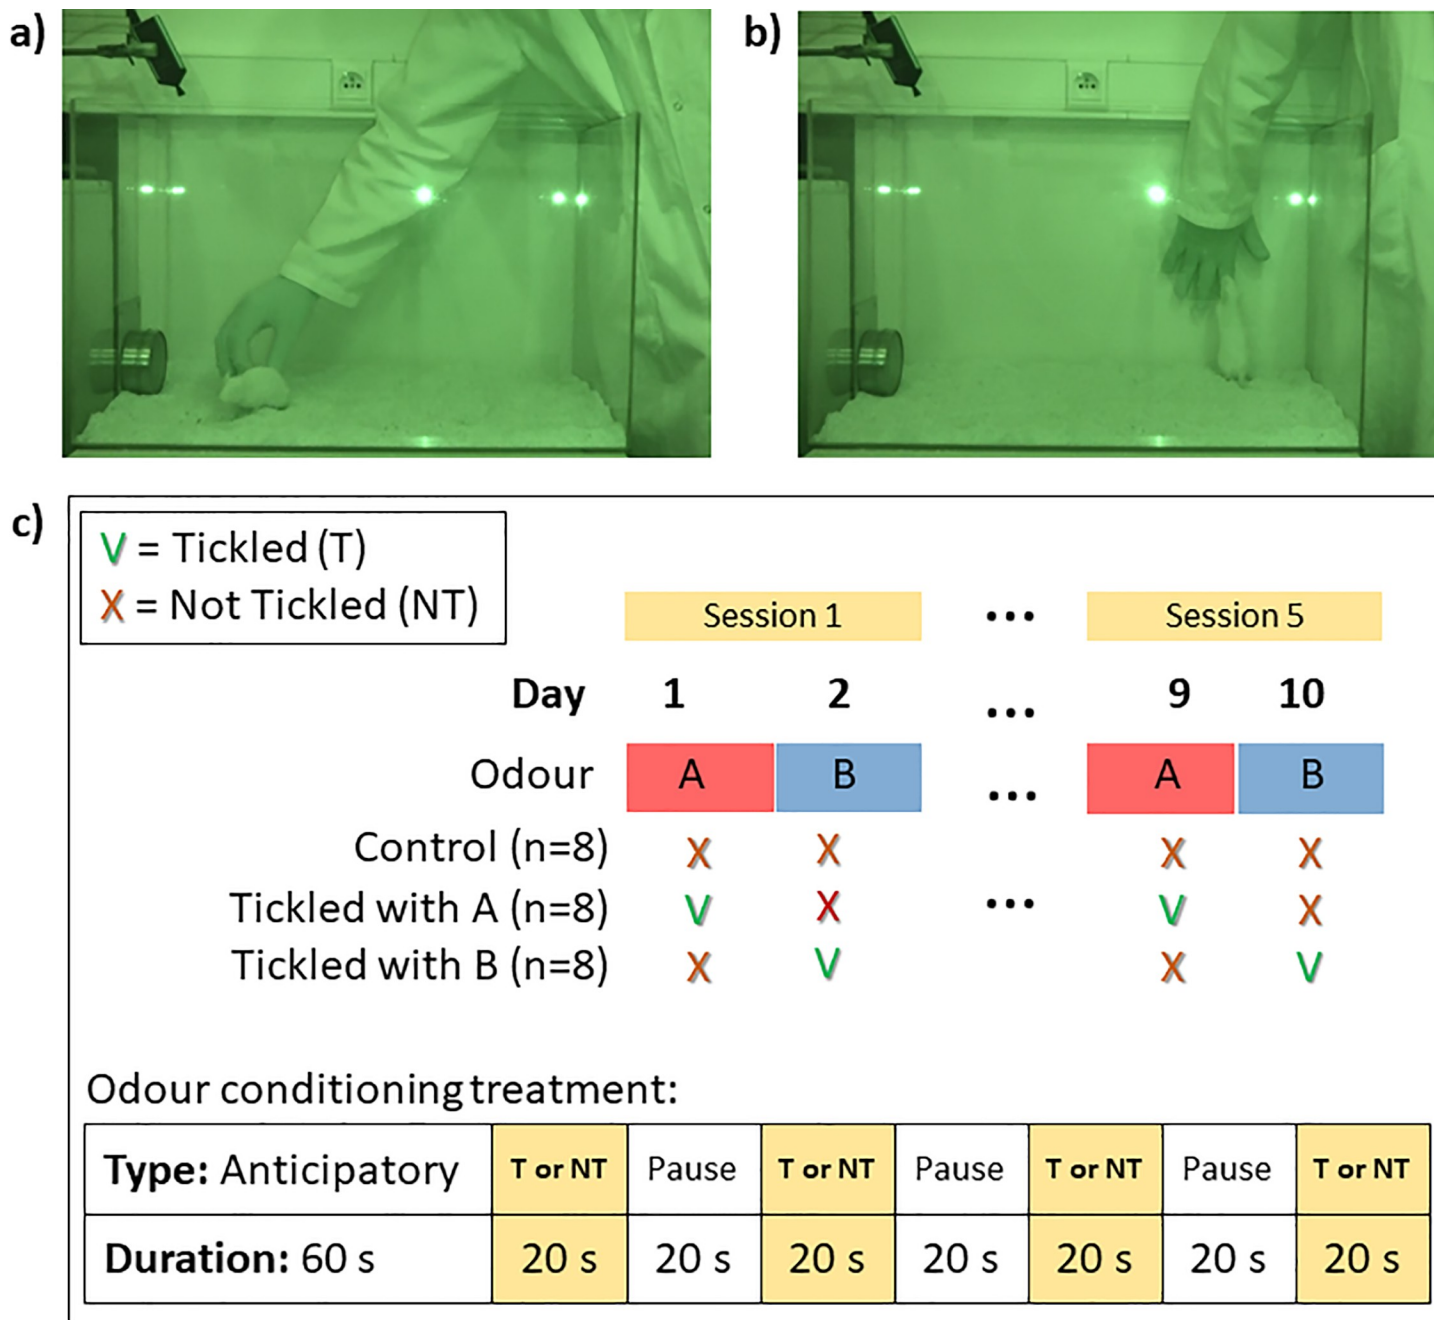 a)
b)
c)
V = Tickled (T)
X = Not Tickled (NT)
Session 1 ... Session 5
Day 1 2 ... 9 10
Odour A B ... A B
Control (n=8) X X X X
Tickled with A (n=8) V X ... V X
Tickled with B (n=8) X V X V
Odour conditioning treatment:
Type: Anticipatory T or NT Pause T or NT Pause T or NT Pause T or NT
Duration: 60 s 20 s 20 s 20 s 20 s 20 s 20 s 20 s